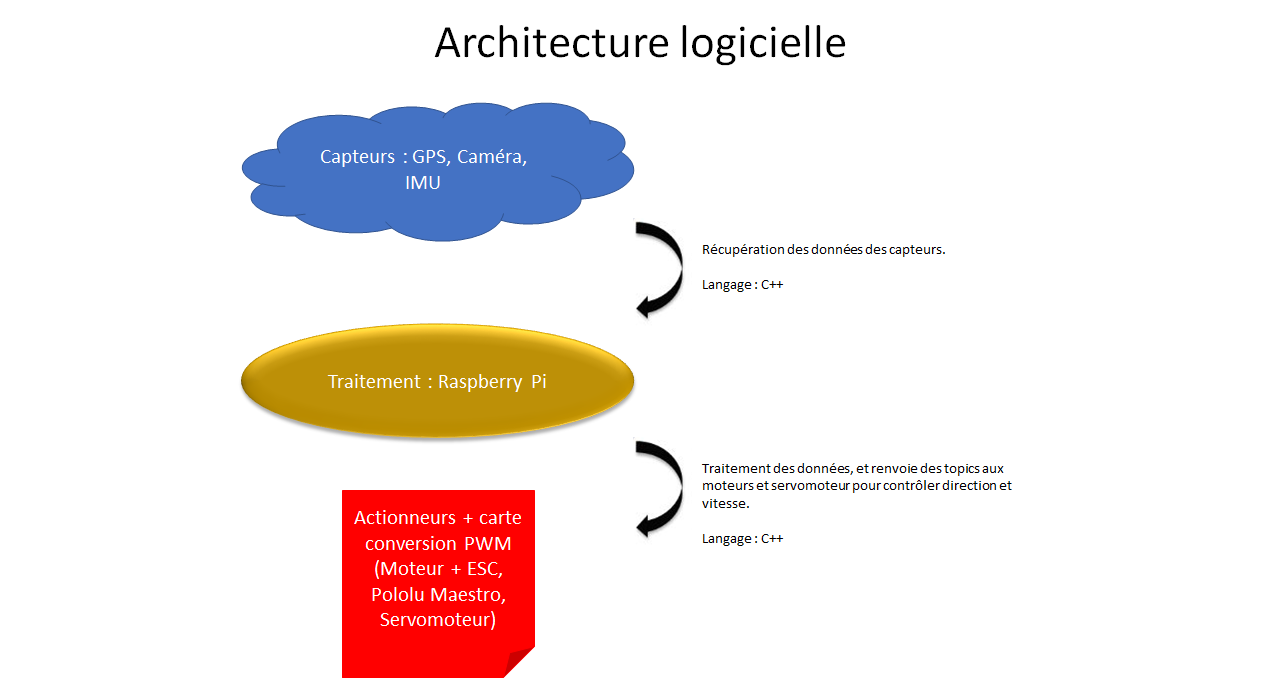 Architecture logicielle
Capteurs : GPS, Caméra,
IMU
Récupération des données des capteurs.
Langage : C++
Traitement : Raspberry Pi
Traitement des données, et renvoie des topics aux
moteurs et servomoteur pour contrôler direction et
vitesse.
Langage : C++
Actionneurs + carte
conversion PWM
(Moteur + ESC,
Pololu Maestro,
Servomoteur)